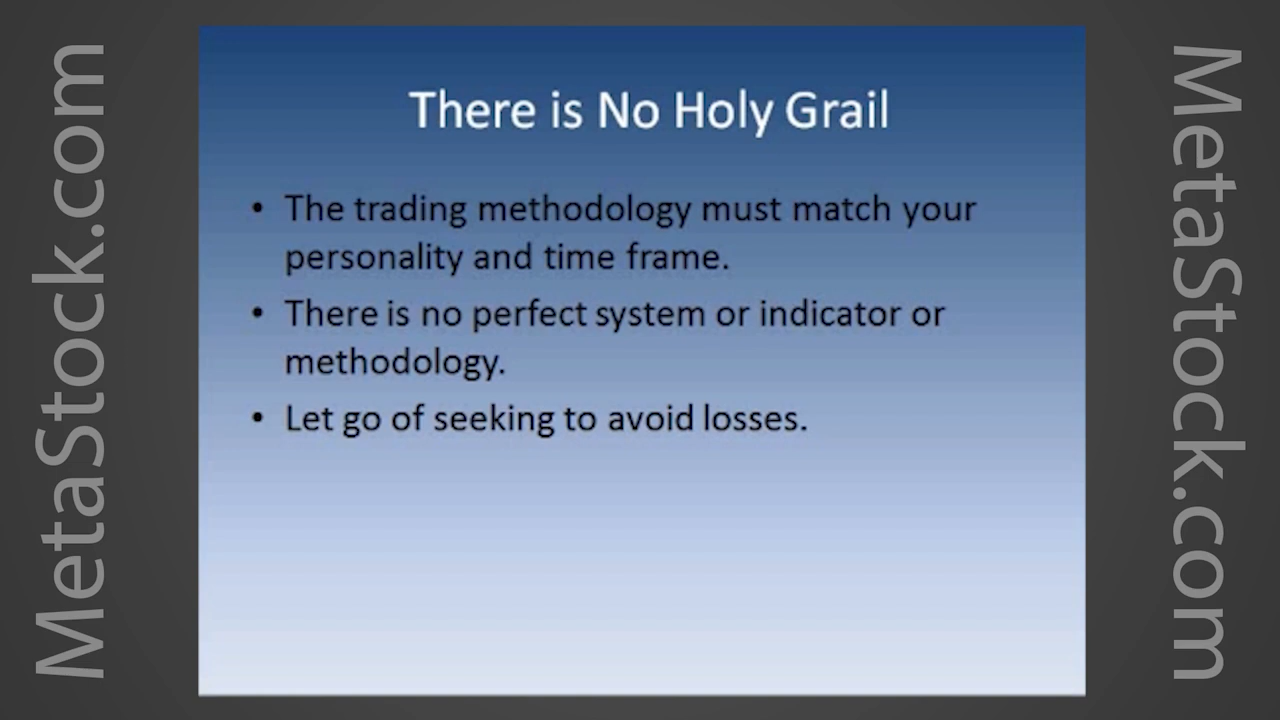 MetaStock.com
There is No Holy Grail
• The trading methodology must match your
personality and time frame.
• There is no perfect system or indicator or
methodology.
• Let go of seeking to avoid losses.
MetaStock.com